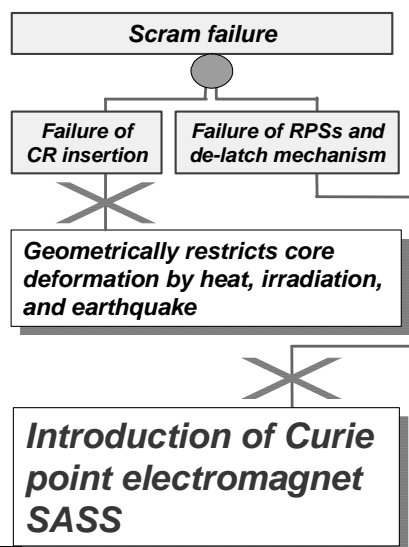 Scram failure
Failure of
CR insertion
Failure of RPSs and
de-latch mechanism
Geometrically restricts core
deformation by heat, irradiation,
and earthquake
Introduction of Curie
point electromagnet
SASS